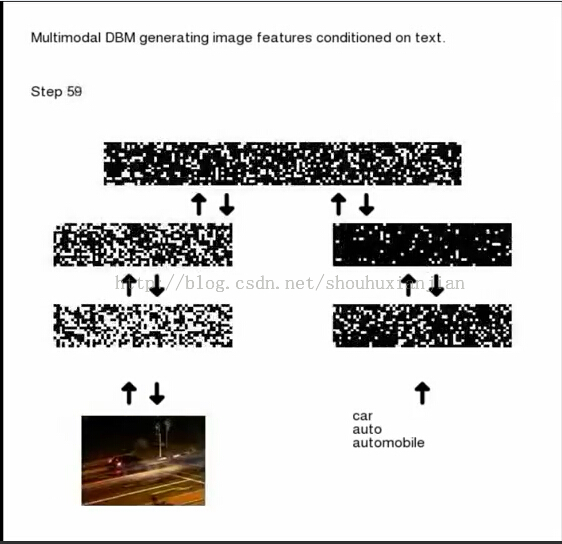 Multimodal DBM generating image features conditioned on text.
Step 59
http://blog.csdn.net/shouhuxianjian
car
auto
automobile